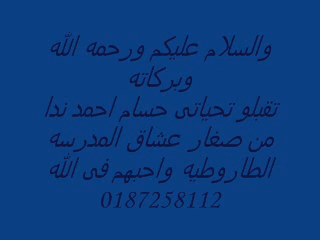 والسلام عليكم ورحمه الله
وبركاته
تقبلو تحياتى حسام احمد ندا
من صغار عشاق المدرسه
الطاروطيه واحبهم فى الله
0187258112